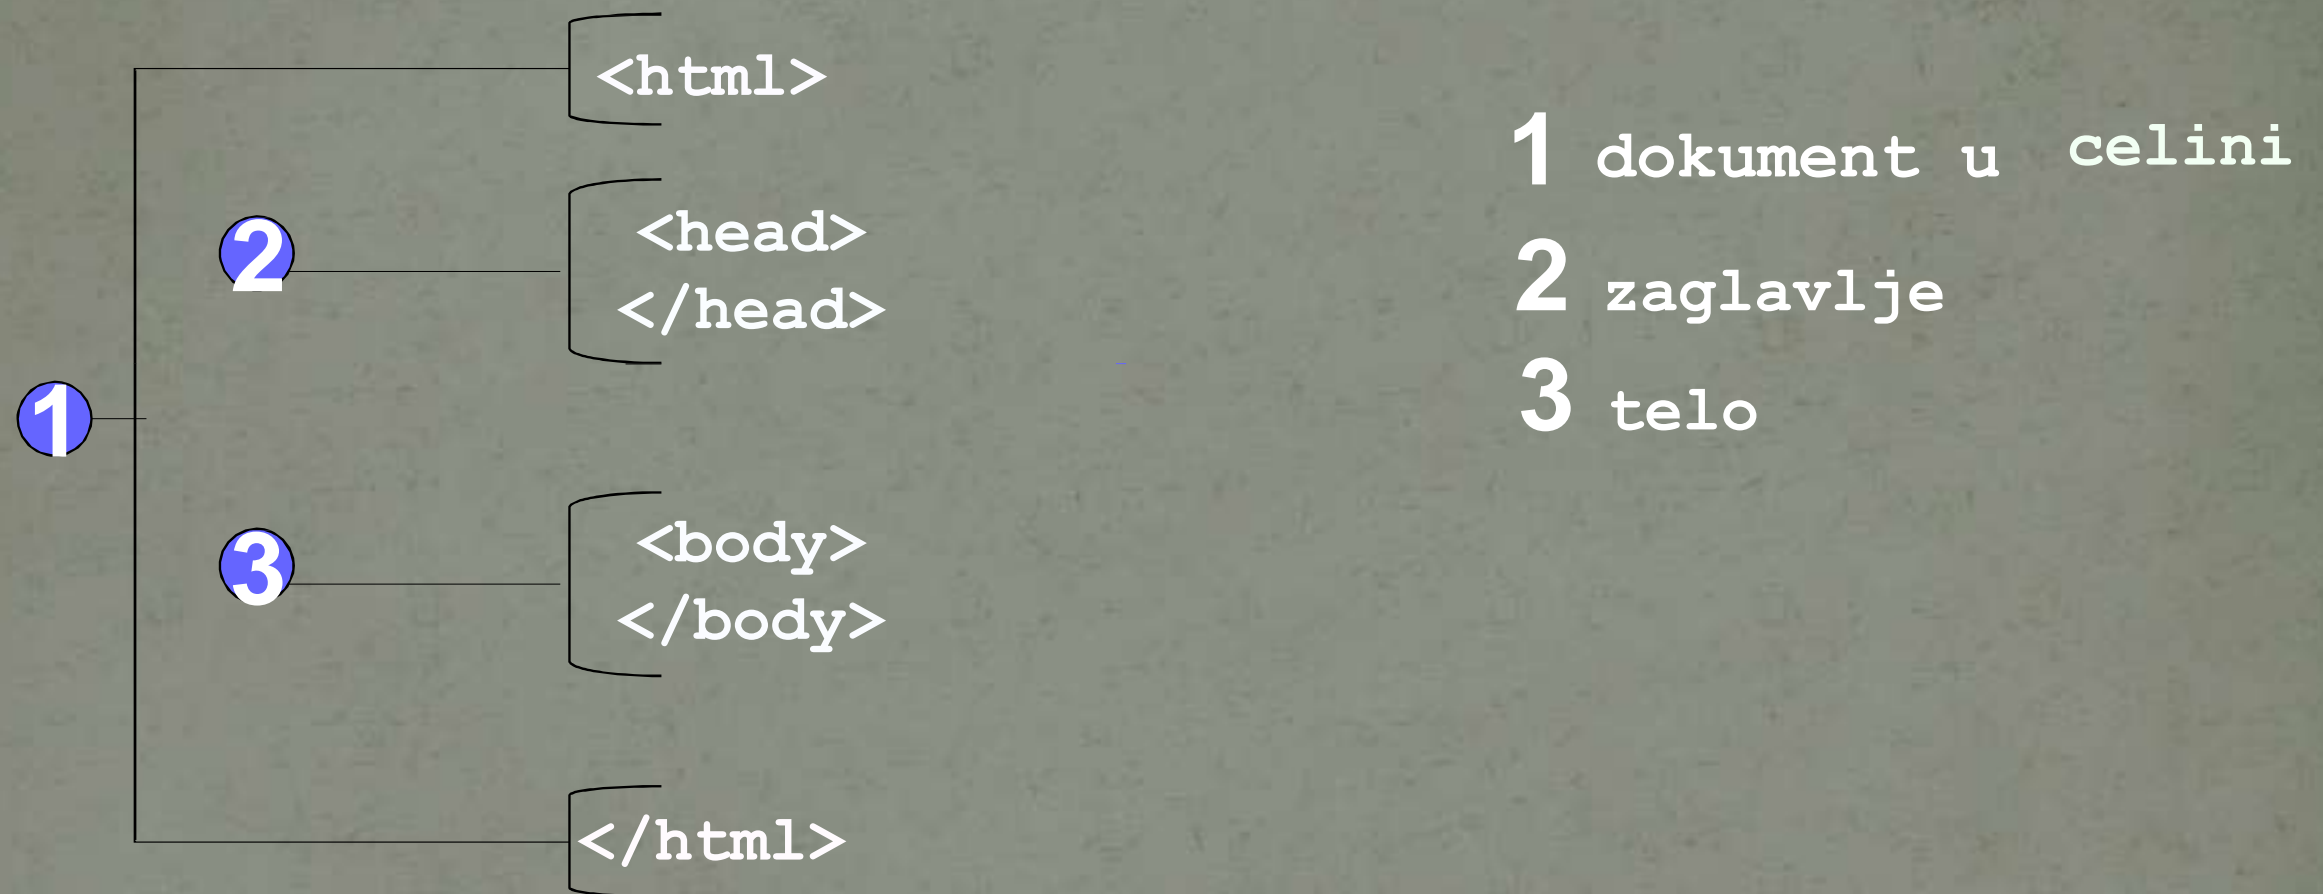 <html>
2
<head>
</head>
1
3
<body>
</body>
</html>
1 dokument u celini
2 zaglavlje
3 telo